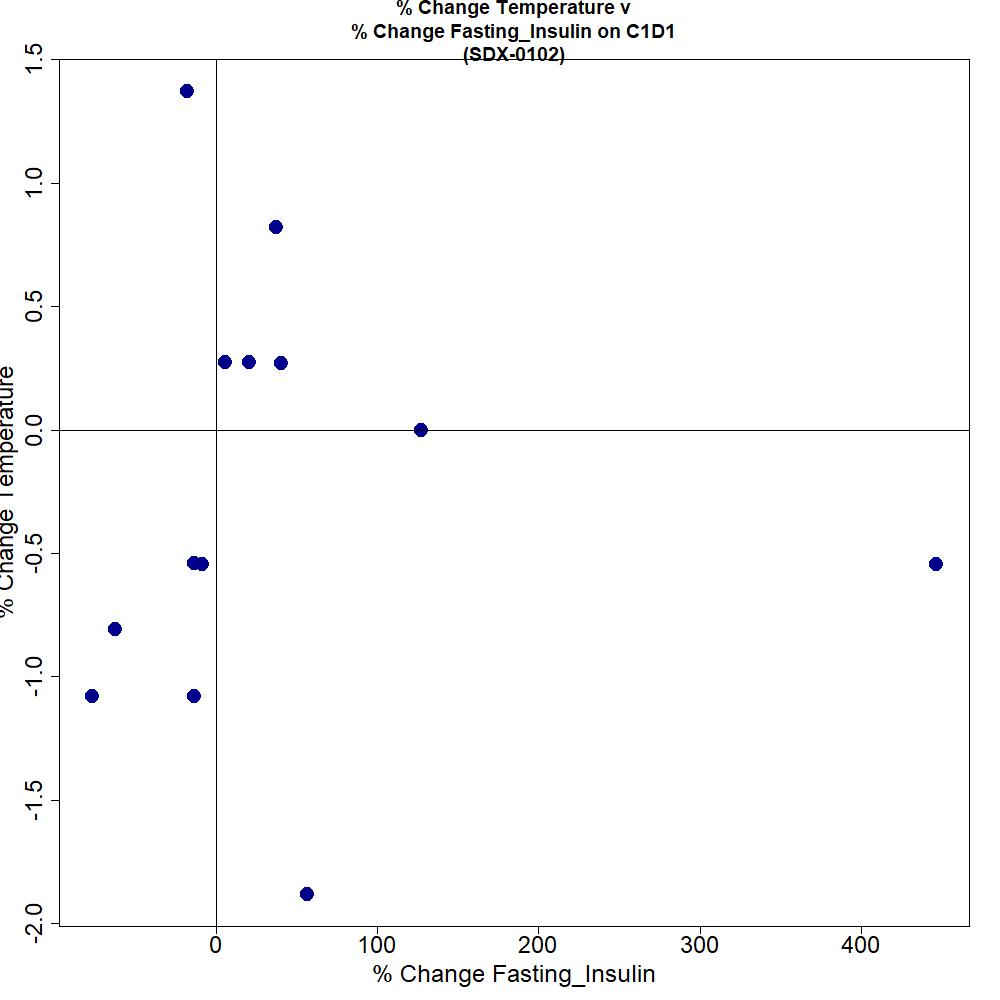 % Change Temperature v
% Change Fasting_Insulin on C1D1
(SDX-0102)
1.5
1.0
0.5
0.0
-0.5
-1.0
-1.5
-2.0
% Change Temperature
0
100
200
300
400
% Change Fasting_Insulin